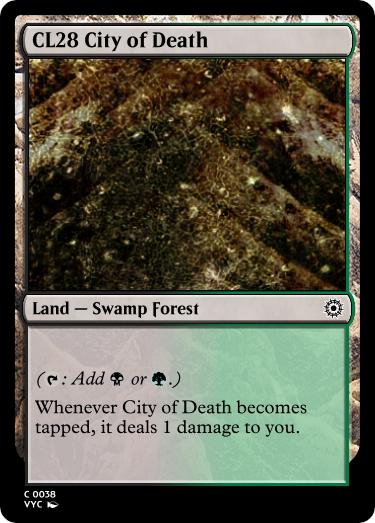 CL28 City of Death
Land — Swamp Forest
(: Add or .)
Whenever City of Death becomes
tapped, it deals 1 damage to you.
C 0038
VYC